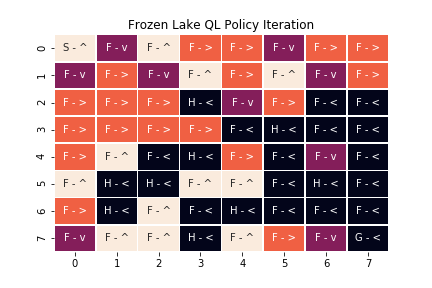 Frozen Lake QL Policy Iteration
0 S - ^ F - v F - ^ F - > F - > F - v F - > F - >
1 F - v F - > F - v F - ^ F - > F - ^ F - v F - >
2 F - > F - > F - > H - < F - v F - > F - < F - <
3 F - > F - > F - > F - > F - < H - < F - < F - <
4 F - > F - ^ F - < H - < F - > F - < F - v F - <
5 F - ^ H - < H - < F - ^ F - ^ F - < H - < F - <
6 F - > H - < F - ^ F - < H - < F - < F - < F - <
7 F - v F - ^ F - ^ H - < F - ^ F - > F - v G - <
0 1 2 3 4 5 6 7